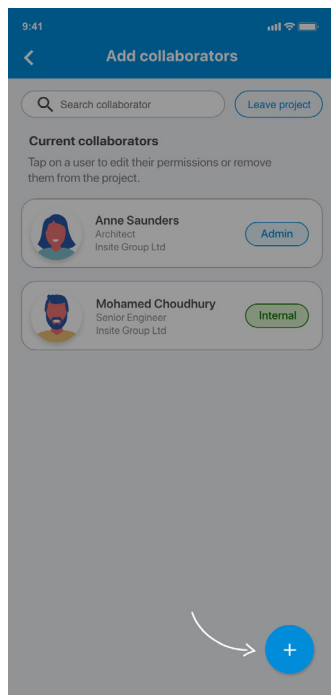 9:41
Add collaborators
Search collaborator
Leave project
Current collaborators
Tap on a user to edit their permissions or remove
them from the project.
Anne Saunders
Architect
Insite Group Ltd
Admin
Mohamed Choudhury
Senior Engineer
Insite Group Ltd
Internal
+